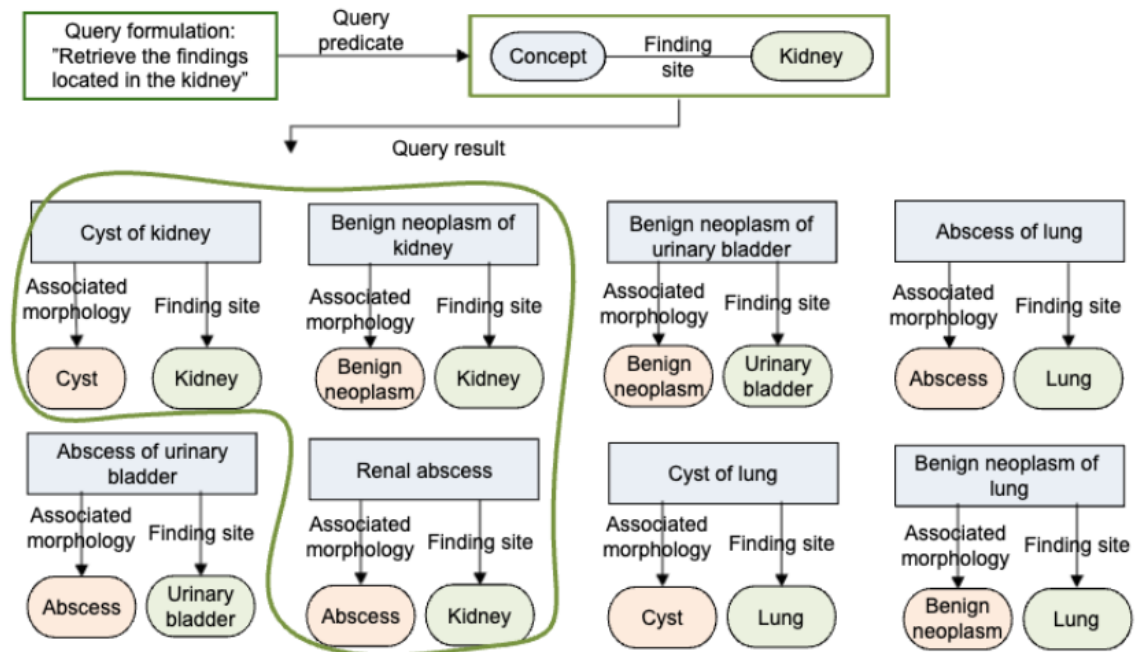 Query formulation:
"Retrieve the findings
located in the kidney"
Query
predicate
Concept
Finding
site
Kidney
Query result
Cyst of kidney
Associated
morphology
Finding site
Cyst
Kidney
Benign neoplasm of
kidney
Associated
morphology
Finding site
Benign
neoplasm
Kidney
Benign neoplasm of
urinary bladder
Associated
morphology
Finding site
Benign
neoplasm
Urinary
bladder
Abscess of lung
Associated
morphology
Finding site
Abscess
Lung
Abscess of urinary
bladder
Associated
morphology
Finding site
Abscess
Urinary
bladder
Renal abscess
Associated
morphology
Finding site
Abscess
Kidney
Cyst of lung
Associated
morphology
Finding site
Cyst
Lung
Benign neoplasm of
lung
Associated
morphology
Finding site
Benign
neoplasm
Lung